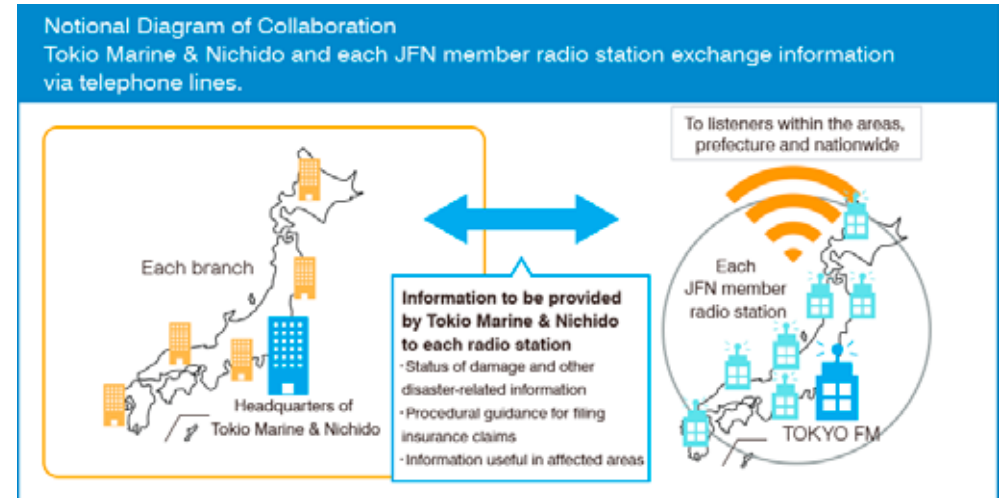 Notional Diagram of Collaboration
Tokio Marine & Nichido and each JFN member radio station exchange information
via telephone lines.
Each branch
Headquarters of
Tokio Marine & Nichido
Information to be provided
by Tokio Marine & Nichido
to each radio station
·Status of damage and other
disaster-related information
·Procedural guidance for filing
insurance claims
·Information useful in affected areas
To listeners within the areas,
prefecture and nationwide
Each
JFN member
radio station
TOKYO FM